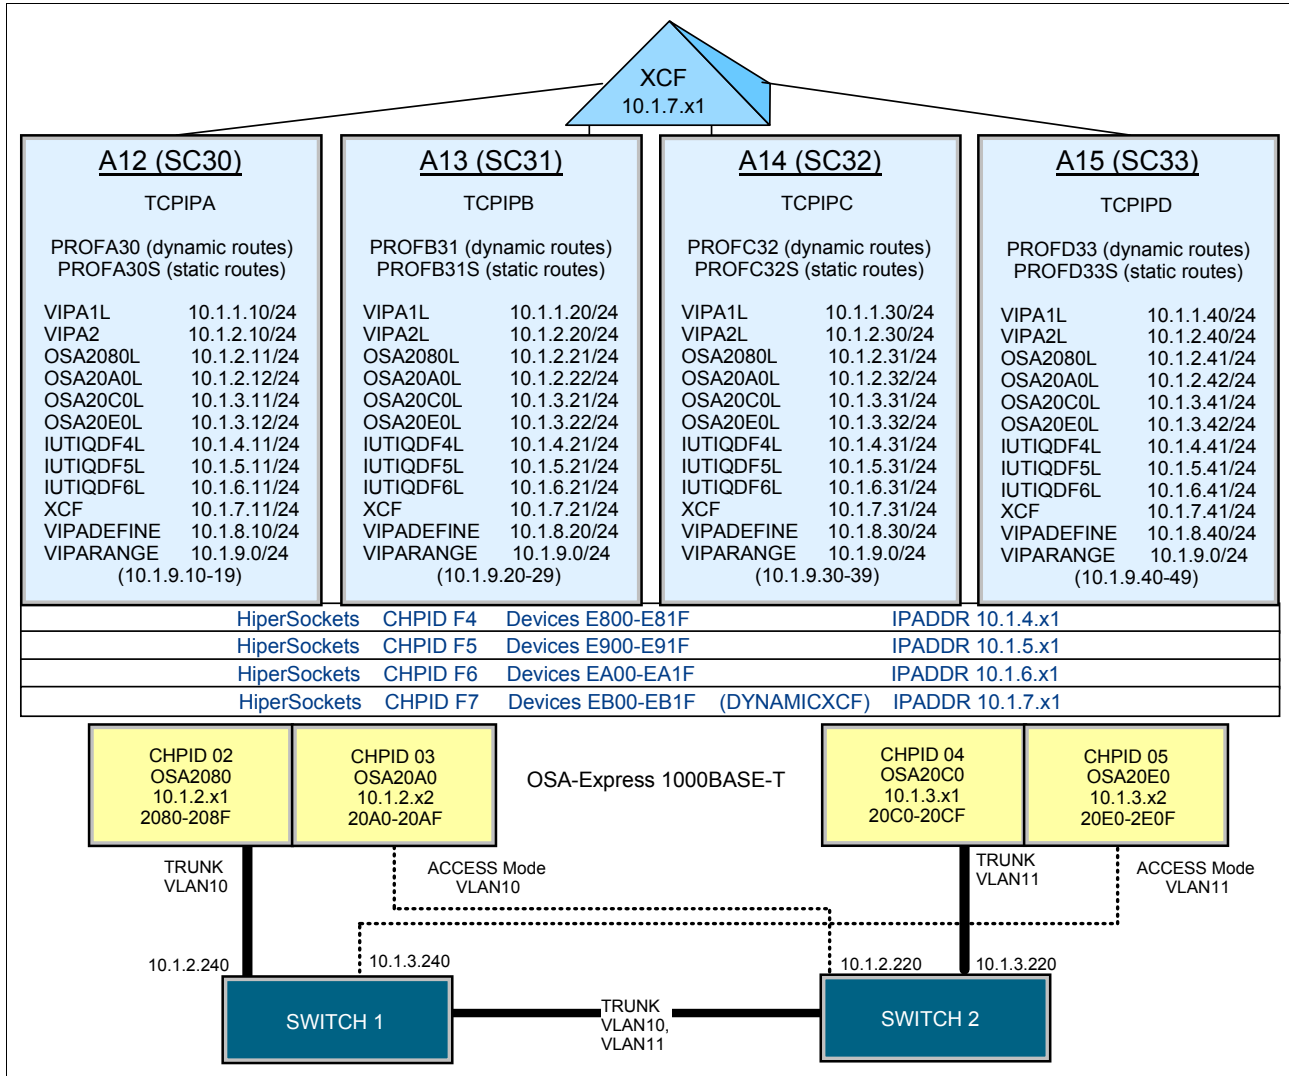 XCF
10.1.7.x1
A12 (SC30)
TCPIPA
PROFA30 (dynamic routes)
PROFA30S (static routes)
VIPA1L 10.1.1.10/24
VIPA2 10.1.2.10/24
OSA2080L 10.1.2.11/24
OSA20A0L 10.1.2.12/24
OSA20C0L 10.1.3.11/24
OSA20E0L 10.1.3.12/24
IUTIQDF4L 10.1.4.11/24
IUTIQDF5L 10.1.5.11/24
IUTIQDF6L 10.1.6.11/24
XCF 10.1.7.11/24
VIPADEFINE 10.1.8.10/24
VIPARANGE 10.1.9.0/24
(10.1.9.10-19)
A13 (SC31)
TCPIPB
PROFB31 (dynamic routes)
PROFB31S (static routes)
VIPA1L 10.1.1.20/24
VIPA2L 10.1.2.20/24
OSA2080L 10.1.2.21/24
OSA20A0L 10.1.2.22/24
OSA20C0L 10.1.3.21/24
OSA20E0L 10.1.3.22/24
IUTIQDF4L 10.1.4.21/24
IUTIQDF5L 10.1.5.21/24
IUTIQDF6L 10.1.6.21/24
XCF 10.1.7.21/24
VIPADEFINE 10.1.8.20/24
VIPARANGE 10.1.9.0/24
(10.1.9.20-29)
A14 (SC32)
TCPIPC
PROFC32 (dynamic routes)
PROFC32S (static routes)
VIPA1L 10.1.1.30/24
VIPA2L 10.1.2.30/24
OSA2080L 10.1.2.31/24
OSA20A0L 10.1.2.32/24
OSA20C0L 10.1.3.31/24
OSA20E0L 10.1.3.32/24
IUTIQDF4L 10.1.4.31/24
IUTIQDF5L 10.1.5.31/24
IUTIQDF6L 10.1.6.31/24
XCF 10.1.7.31/24
VIPADEFINE 10.1.8.30/24
VIPARANGE 10.1.9.0/24
(10.1.9.30-39)
A15 (SC33)
TCPIPD
PROFD33 (dynamic routes)
PROFD33S (static routes)
VIPA1L 10.1.1.40/24
VIPA2L 10.1.2.40/24
OSA2080L 10.1.2.41/24
OSA20A0L 10.1.2.42/24
OSA20C0L 10.1.3.41/24
OSA20E0L 10.1.3.42/24
IUTIQDF4L 10.1.4.41/24
IUTIQDF5L 10.1.5.41/24
IUTIQDF6L 10.1.6.41/24
XCF 10.1.7.41/24
VIPADEFINE 10.1.8.40/24
VIPARANGE 10.1.9.0/24
(10.1.9.40-49)
HiperSockets CHPID F4 Devices E800-E81F IPADDR 10.1.4.x1
HiperSockets CHPID F5 Devices E900-E91F IPADDR 10.1.5.x1
HiperSockets CHPID F6 Devices EA00-EA1F IPADDR 10.1.6.x1
HiperSockets CHPID F7 Devices EB00-EB1F (DYNAMICXCF) IPADDR 10.1.7.x1
CHPID 02
OSA2080
10.1.2.x1
2080-208F
CHPID 03
OSA20A0
10.1.2.x2
20A0-20AF
OSA-Express 1000BASE-T
CHPID 04
OSA20C0
10.1.3.x1
20C0-20CF
CHPID 05
OSA20E0
10.1.3.x2
20E0-2E0F
TRUNK
VLAN10
ACCESS Mode
VLAN10
TRUNK
VLAN11
ACCESS Mode
VLAN11
10.1.2.240
10.1.3.240
10.1.2.220
10.1.3.220
SWITCH 1
TRUNK
VLAN10,
VLAN11
SWITCH 2